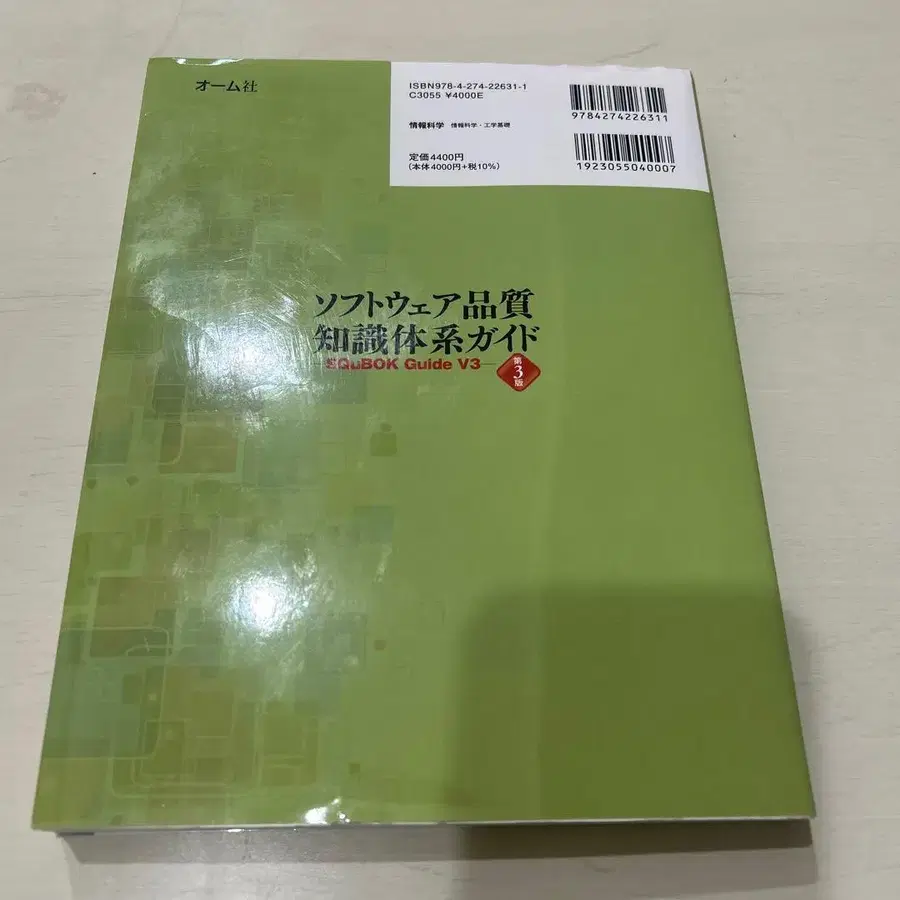 オーム社
ISBN978-4-274-22631-1
C3055 ¥4000E
情報科学 情報科学・工学基礎
定価4400円
(本体4000円+税10%)
9784274226311
1923055040007
ソフトウェア品質
知識体系ガイド
SQuBOK Guide V3
第3版